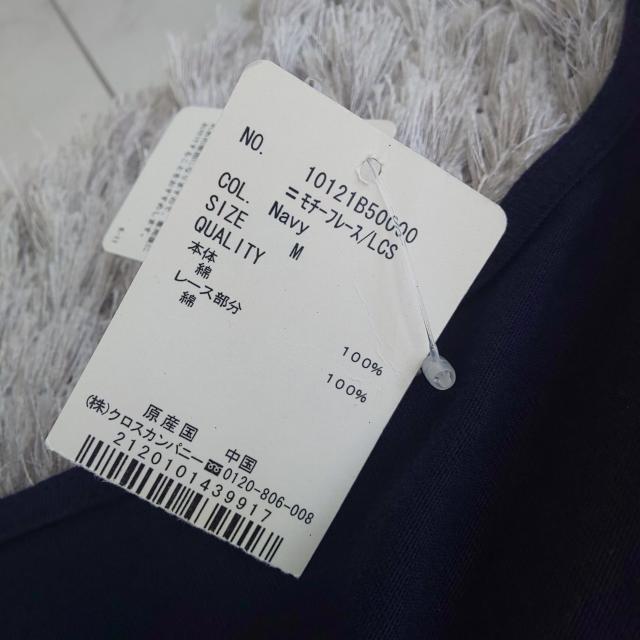 NO. 10121B50600
ニモチーフレース/LCS
COL. Navy
SIZE M
QUALITY
本体
綿 100%
レース部分
綿 100%
原産国 中国
(株)クロスカンパニー 0120-806-008
2120101439917